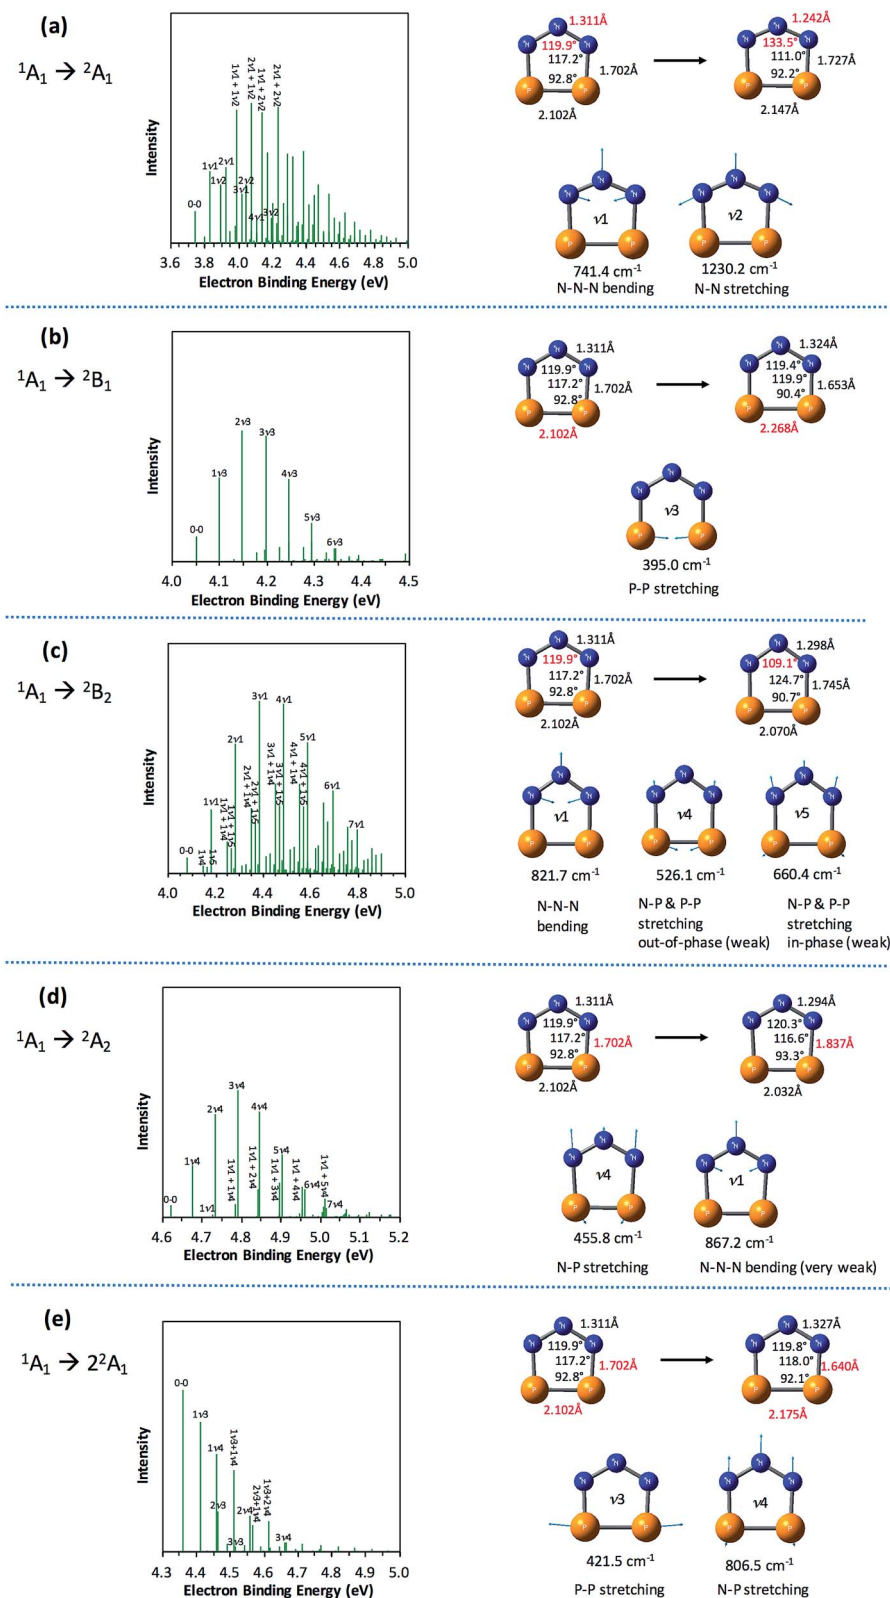 (a)
¹A₁ → ²A₁
Intensity
0-0
1ν1
1ν2
2ν1
1ν1 + 1ν2
3ν1
2ν2
2ν1 + 1ν2
4ν1
1ν1 + 2ν2
3ν2
2ν1 + 2ν2
3.6 3.8 4.0 4.2 4.4 4.6 4.8 5.0
Electron Binding Energy (eV)
1.311Å
119.9°
117.2°
92.8°
1.702Å
2.102Å
1.242Å
133.5°
111.0°
92.2°
1.727Å
2.147Å
N N N
P P
ν1
741.4 cm⁻¹
N-N-N bending
ν2
1230.2 cm⁻¹
N-N stretching
(b)
¹A₁ → ²B₁
Intensity
0-0
1ν3
2ν3
3ν3
4ν3
5ν3
6ν3
4.0 4.1 4.2 4.3 4.4 4.5
Electron Binding Energy (eV)
1.311Å
119.9°
117.2°
92.8°
1.702Å
2.102Å
1.324Å
119.4°
119.9°
90.4°
1.653Å
2.268Å
ν3
395.0 cm⁻¹
P-P stretching
(c)
¹A₁ → ²B₂
Intensity
0-0
1ν4
1ν5
1ν1
1ν1 + 1ν4
1ν1 + 1ν5
2ν1
2ν1 + 1ν4
2ν1 + 1ν5
3ν1
3ν1 + 1ν4
3ν1 + 1ν5
4ν1
4ν1 + 1ν4
4ν1 + 1ν5
5ν1
6ν1
7ν1
4.0 4.2 4.4 4.6 4.8 5.0
Electron Binding Energy (eV)
1.311Å
119.9°
117.2°
92.8°
1.702Å
2.102Å
1.298Å
109.1°
124.7°
90.7°
1.745Å
2.070Å
ν1
821.7 cm⁻¹
N-N-N
bending
ν4
526.1 cm⁻¹
N-P & P-P
stretching
out-of-phase (weak)
ν5
660.4 cm⁻¹
N-P & P-P
stretching
in-phase (weak)
(d)
¹A₁ → ²A₂
Intensity
0-0
1ν4
1ν1
2ν4
1ν1 + 1ν4
3ν4
1ν1 + 2ν4
4ν4
1ν1 + 3ν4
5ν4
1ν1 + 4ν4
6ν4
1ν1 + 5ν4
7ν4
4.6 4.7 4.8 4.9 5.0 5.1 5.2
Electron Binding Energy (eV)
1.311Å
119.9°
117.2°
92.8°
1.702Å
2.102Å
1.294Å
120.3°
116.6°
93.3°
1.837Å
2.032Å
ν4
455.8 cm⁻¹
N-P stretching
ν1
867.2 cm⁻¹
N-N-N bending (very weak)
(e)
¹A₁ → 2²A₁
Intensity
0-0
1ν3
1ν4
2ν3
1ν3+1ν4
3ν3
2ν4
2ν3+1ν4
1ν3+2ν4
3ν4
4.3 4.4 4.5 4.6 4.7 4.8 4.9 5.0
Electron Binding Energy (eV)
1.311Å
119.9°
117.2°
92.8°
1.702Å
2.102Å
1.327Å
119.8°
118.0°
92.1°
1.640Å
2.175Å
ν3
421.5 cm⁻¹
P-P stretching
ν4
806.5 cm⁻¹
N-P stretching